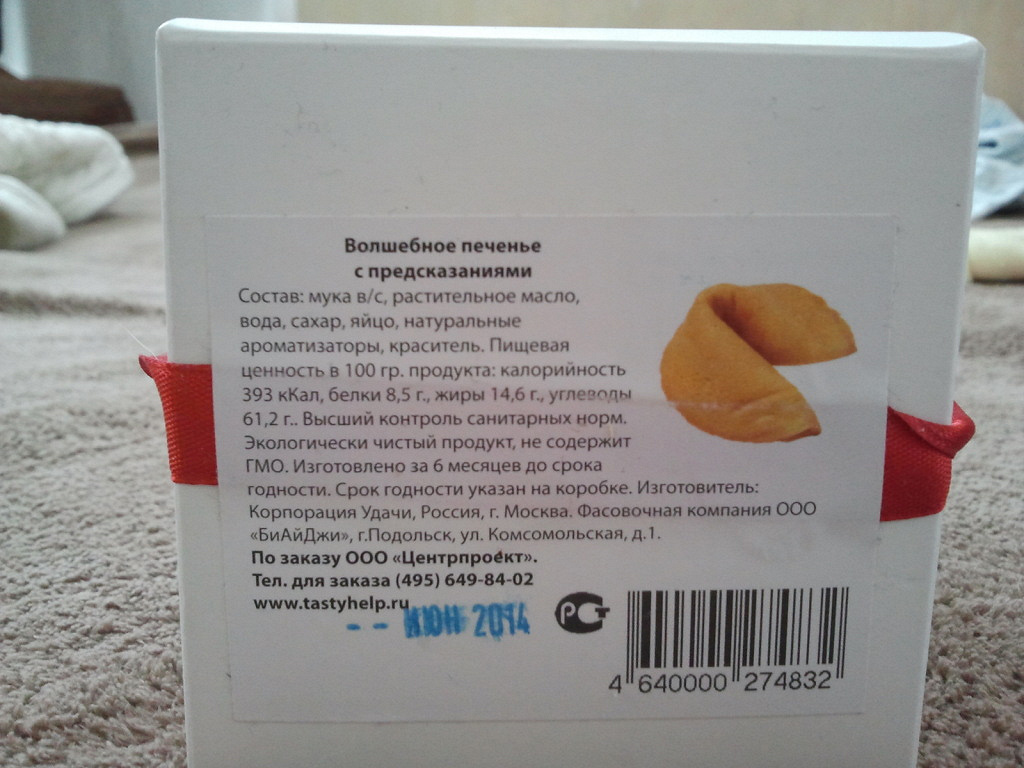 Волшебное печенье
с предсказаниями
Состав: мука в/с, растительное масло,
вода, сахар, яйцо, натуральные
ароматизаторы, краситель. Пищевая
ценность в 100 гр. продукта: калорийность
393 кКал, белки 8,5 г., жиры 14,6 г., углеводы
61,2 г.. Высший контроль санитарных норм.
Экологически чистый продукт, не содержит
ГМО. Изготовлено за 6 месяцев до срока
годности. Срок годности указан на коробке. Изготовитель:
Корпорация Удачи, Россия, г. Москва. Фасовочная компания ООО
«БиАйДжи», г.Подольск, ул. Комсомольская, д.1.
По заказу ООО «Центрпроект».
Тел. для заказа (495) 649-84-02
www.tastyhelp.ru
-- ИЮН 2014
РСТ
4 640000 274832